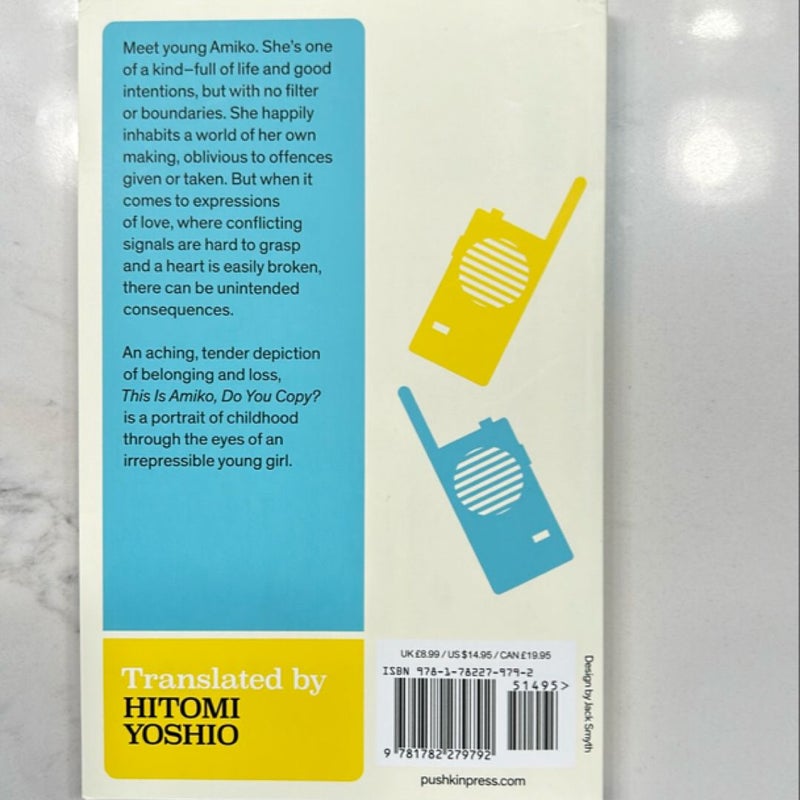 Meet young Amiko. She's one
of a kind–full of life and good
intentions, but with no filter
or boundaries. She happily
inhabits a world of her own
making, oblivious to offences
given or taken. But when it
comes to expressions
of love, where conflicting
signals are hard to grasp
and a heart is easily broken,
there can be unintended
consequences.
An aching, tender depiction
of belonging and loss,
This Is Amiko, Do You Copy?
is a portrait of childhood
through the eyes of an
irrepressible young girl.
Translated by
HITOMI
YOSHIO
UK £8.99 / US $14.95 / CAN £19.95
ISBN 978-1-78227-979-2
51495>
9 781782 279792
pushkinpress.com
Design by Jack Smyth